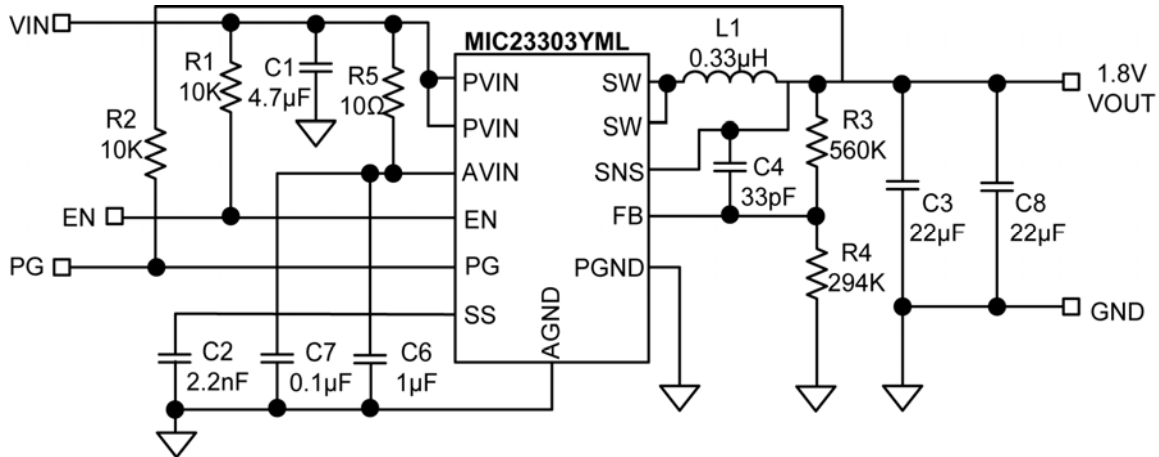 VIN
MIC23303YML
L1
0.33µH
R1
10K
C1
4.7µF
R5
10Ω
PVIN
SW
1.8V
VOUT
R2
10K
PVIN
SW
R3
560K
AVIN
SNS
C4
33pF
EN
EN
FB
C3
22µF
C8
22µF
PG
PG
PGND
R4
294K
SS
AGND
GND
C2
2.2nF
C7
0.1µF
C6
1µF